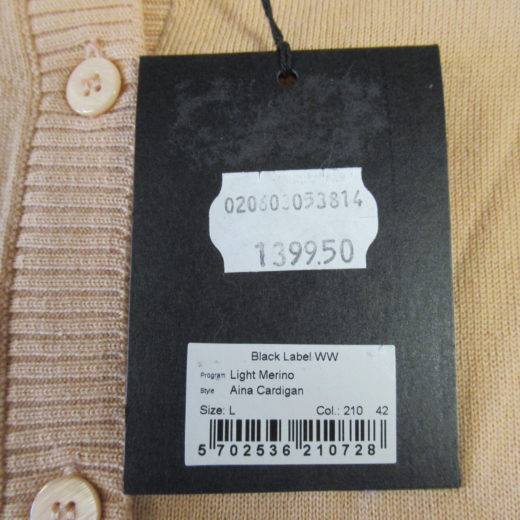 020603053814
1399.50
Black Label WW
Program Light Merino
Style Aina Cardigan
Size: L Col.: 210 42
5 702536 210728